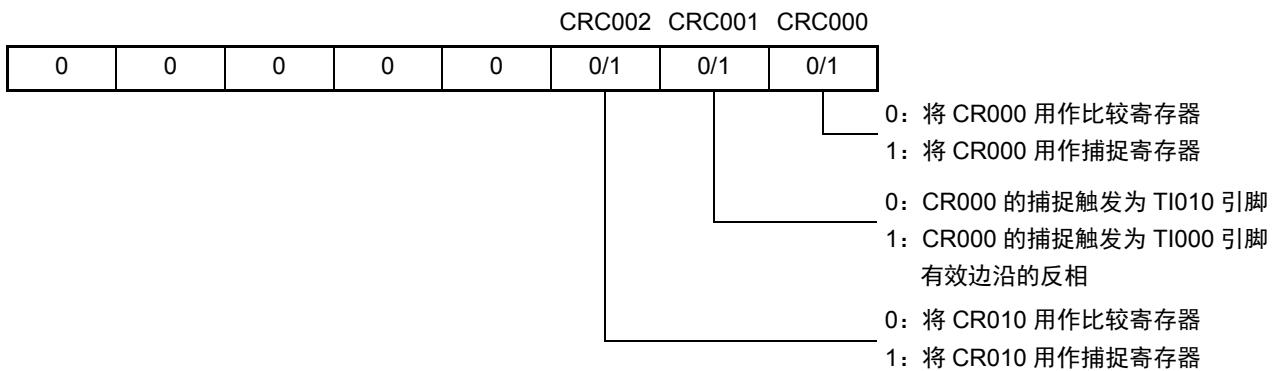 CRC002 CRC001 CRC000
0 0 0 0 0 0/1 0/1 0/1
0：将 CR000 用作比较寄存器
1：将 CR000 用作捕捉寄存器
0：CR000 的捕捉触发为 TI010 引脚
1：CR000 的捕捉触发为 TI000 引脚
有效边沿的反相
0：将 CR010 用作比较寄存器
1：将 CR010 用作捕捉寄存器